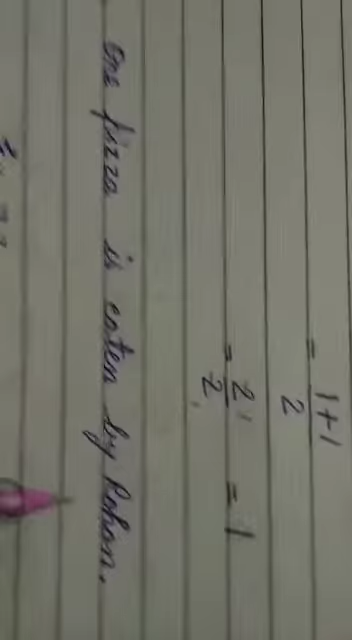 = 1+1/2
= 2/2 = 1
One pizza is eaten by Rohan.